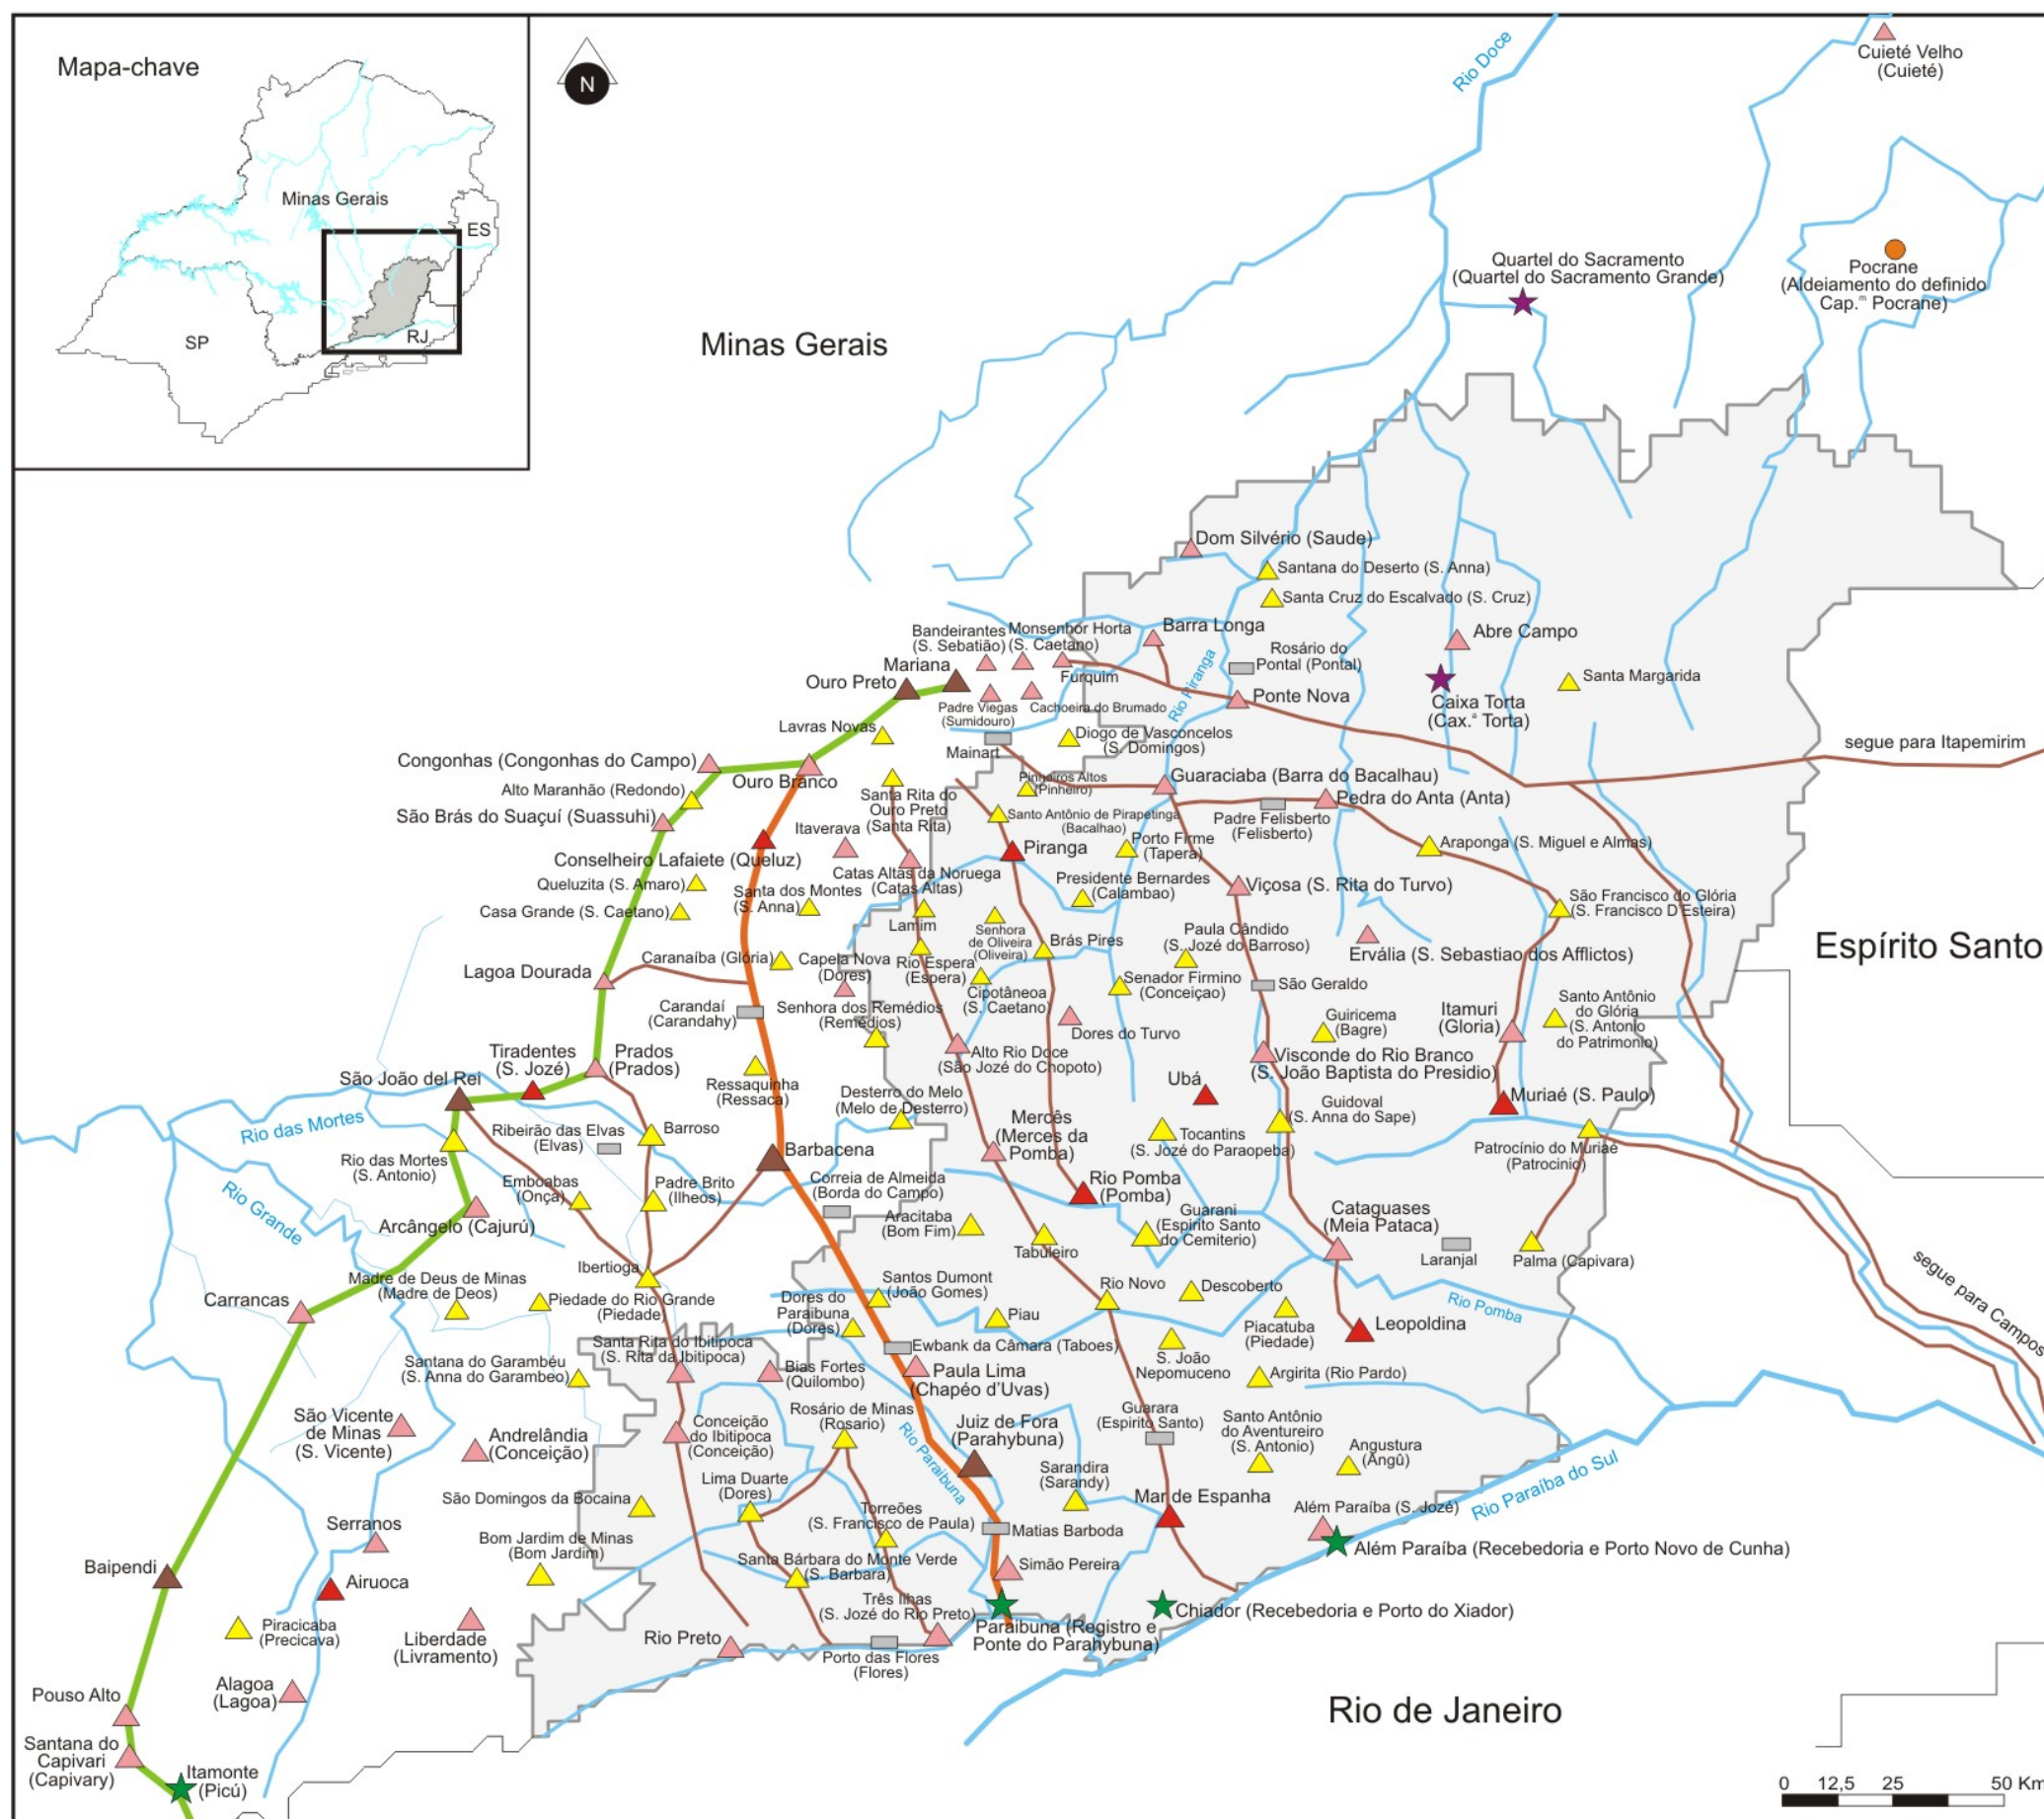 Mapa-chave
Minas Gerais
ES
SP
RJ
N
Rio Doce
Cuieté Velho
(Cuieté)
Minas Gerais
Quartel do Sacramento
(Quartel do Sacramento Grande)
Pocrane
(Aldeiamento do definido
Cap.ᵐ Pocrane)
Dom Silvério (Saude)
Santana do Deserto (S. Anna)
Santa Cruz do Escalvado (S. Cruz)
Bandeirantes
(S. Sebatião)
Monsenhor Horta
(S. Caetano)
Barra Longa
Abre Campo
Rosário do
Pontal (Pontal)
Mariana
Ouro Preto
Furquim
Rio Piranga
Ponte Nova
Santa Margarida
Caixa Torta
(Cax.ª Torta)
Padre Viegas
(Sumidouro)
Cachoeira do Brumado
Lavras Novas
Mainart
Diogo de Vasconcelos
(S. Domingos)
segue para Itapemirim
Congonhas (Congonhas do Campo)
Ouro Branco
Alto Maranhão (Redondo)
São Brás do Suaçuí (Suassuhi)
Santa Rita do
Ouro Preto
(Santa Rita)
Pinheiros Altos
(Pinheiro)
Guaraciaba (Barra do Bacalhau)
Pedra do Anta (Anta)
Santo Antônio de Pirapetinga
(Bacalhao)
Padre Felisberto
(Felisberto)
Itaverava
Conselheiro Lafaiete (Queluz)
Piranga
Porto Firme
(Tapera)
Araponga (S. Miguel e Almas)
Catas Altas da Noruega
(Catas Altas)
Presidente Bernardes
(Calambao)
Viçosa (S. Rita do Turvo)
Queluzita (S. Amaro)
Santa dos Montes
(S. Anna)
São Francisco do Glória
(S. Francisco D Esteira)
Casa Grande (S. Caetano)
Lamim
Senhora
de Oliveira
(Oliveira)
Brás Pires
Paula Cândido
(S. Jozé do Barroso)
Ervália (S. Sebastiao dos Afflictos)
Espírito Santo
Caranaíba (Glória)
Capela Nova
(Dores)
Rio Espera
(Espera)
Lagoa Dourada
Cipotâneoa
(S. Caetano)
Senador Firmino
(Conceiçao)
São Geraldo
Carandaí
(Carandahy)
Senhora dos Remédios
(Remédios)
Dores do Turvo
Guiricema
(Bagre)
Itamuri
(Gloria)
Santo Antônio
do Glória
(S. Antonio
do Patrimonio)
Tiradentes
(S. Jozé)
Prados
(Prados)
Alto Rio Doce
(São Jozé do Chopoto)
Visconde do Rio Branco
(S. João Baptista do Presidio)
São João del Rei
Ressaquinha
(Ressaca)
Desterro do Melo
(Melo de Desterro)
Ubá
Muriaé (S. Paulo)
Guidoval
(S. Anna do Sape)
Rio das Mortes
Ribeirão das Elvas
(Elvas)
Barroso
Mercês
(Merces da
Pomba)
Tocantins
(S. Jozé do Paraopeba)
Patrocínio do Muriaé
(Patrocinio)
Rio das Mortes
(S. Antonio)
Barbacena
Rio Grande
Emboabas
(Onça)
Padre Brito
(Ilheos)
Correia de Almeida
(Borda do Campo)
Rio Pomba
(Pomba)
Arcângelo (Cajurú)
Aracitaba
(Bom Fim)
Tabuleiro
Guarani
(Espirito Santo
do Cemiterio)
Cataguases
(Meia Pataca)
Laranjal
Palma (Capivara)
Ibertioga
Madre de Deus de Minas
(Madre de Deos)
Piedade do Rio Grande
(Piedade)
Santos Dumont
(João Gomes)
Rio Novo
Descoberto
Carrancas
Dores do
Paraibuna
(Dores)
Piau
Piacatuba
(Piedade)
Leopoldina
Rio Pomba
segue para Campos
Santa Rita do Ibitipoca
(S. Rita da Ibitipoca)
Ewbank da Câmara (Taboes)
Santana do Garambéu
(S. Anna do Garambeo)
Bias Fortes
(Quilombo)
Paula Lima
(Chapéo d'Uvas)
S. João
Nepomuceno
Argirita (Rio Pardo)
São Vicente
de Minas
(S. Vicente)
Andrelândia
(Conceição)
Conceição
do Ibitipoca
(Conceição)
Rosário de Minas
(Rosario)
Juiz de Fora
(Parahybuna)
Guarara
(Espirito Santo)
Santo Antônio
do Aventureiro
(S. Antonio)
Angustura
(Angû)
Rio Paraibuna
Sarandira
(Sarandy)
Rio Paraíba do Sul
São Domingos da Bocaina
Lima Duarte
(Dores)
Mar de Espanha
Além Paraíba (S. Jozé)
Serranos
Torreões
(S. Francisco de Paula)
Matias Barboda
Além Paraíba (Recebedoria e Porto Novo de Cunha)
Bom Jardim de Minas
(Bom Jardim)
Santa Bárbara do Monte Verde
(S. Barbara)
Simão Pereira
Baipendi
Airuoca
Três Ilhas
(S. Jozé do Rio Preto)
Chiador (Recebedoria e Porto do Xiador)
Piracicaba
(Precicava)
Liberdade
(Livramento)
Rio Preto
Paraibuna (Registro e
Ponte do Parahybuna)
Porto das Flores
(Flores)
Alagoa
(Lagoa)
Pouso Alto
Rio de Janeiro
Santana do
Capivari
(Capivary)
Itamonte
(Picú)
0 12,5 25 50 Km